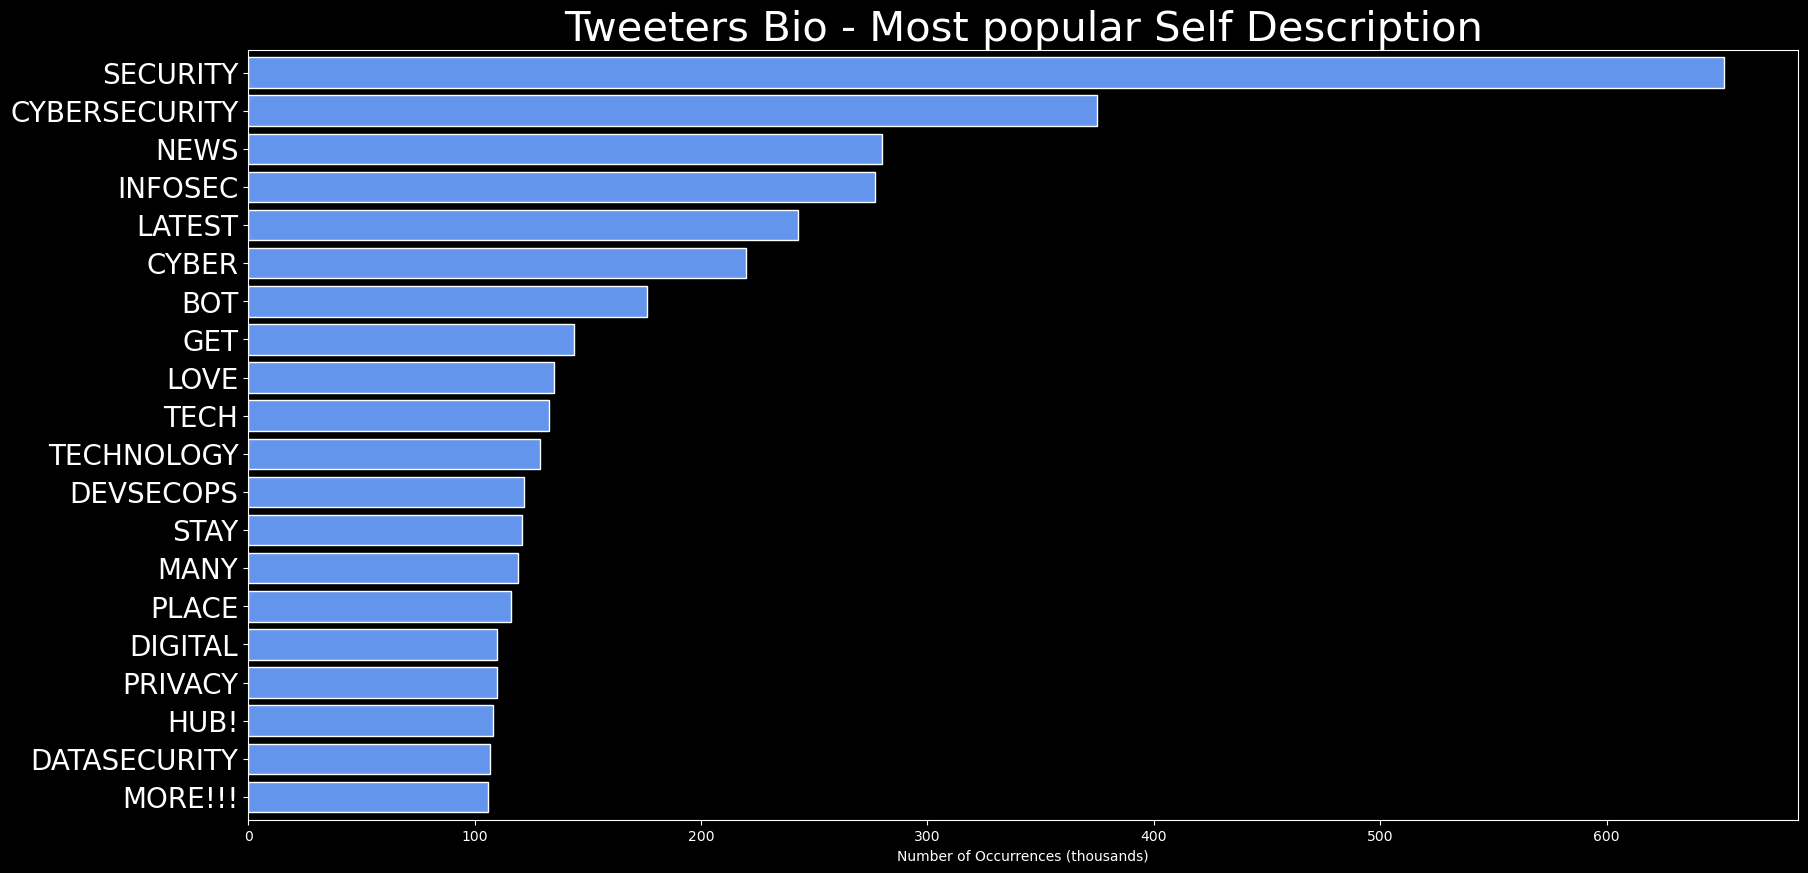 Tweeters Bio - Most popular Self Description
SECURITY
CYBERSECURITY
NEWS
INFOSEC
LATEST
CYBER
BOT
GET
LOVE
TECH
TECHNOLOGY
DEVSECOPS
STAY
MANY
PLACE
DIGITAL
PRIVACY
HUB!
DATASECURITY
MORE!!!
0 100 200 300 400 500 600
Number of Occurrences (thousands)